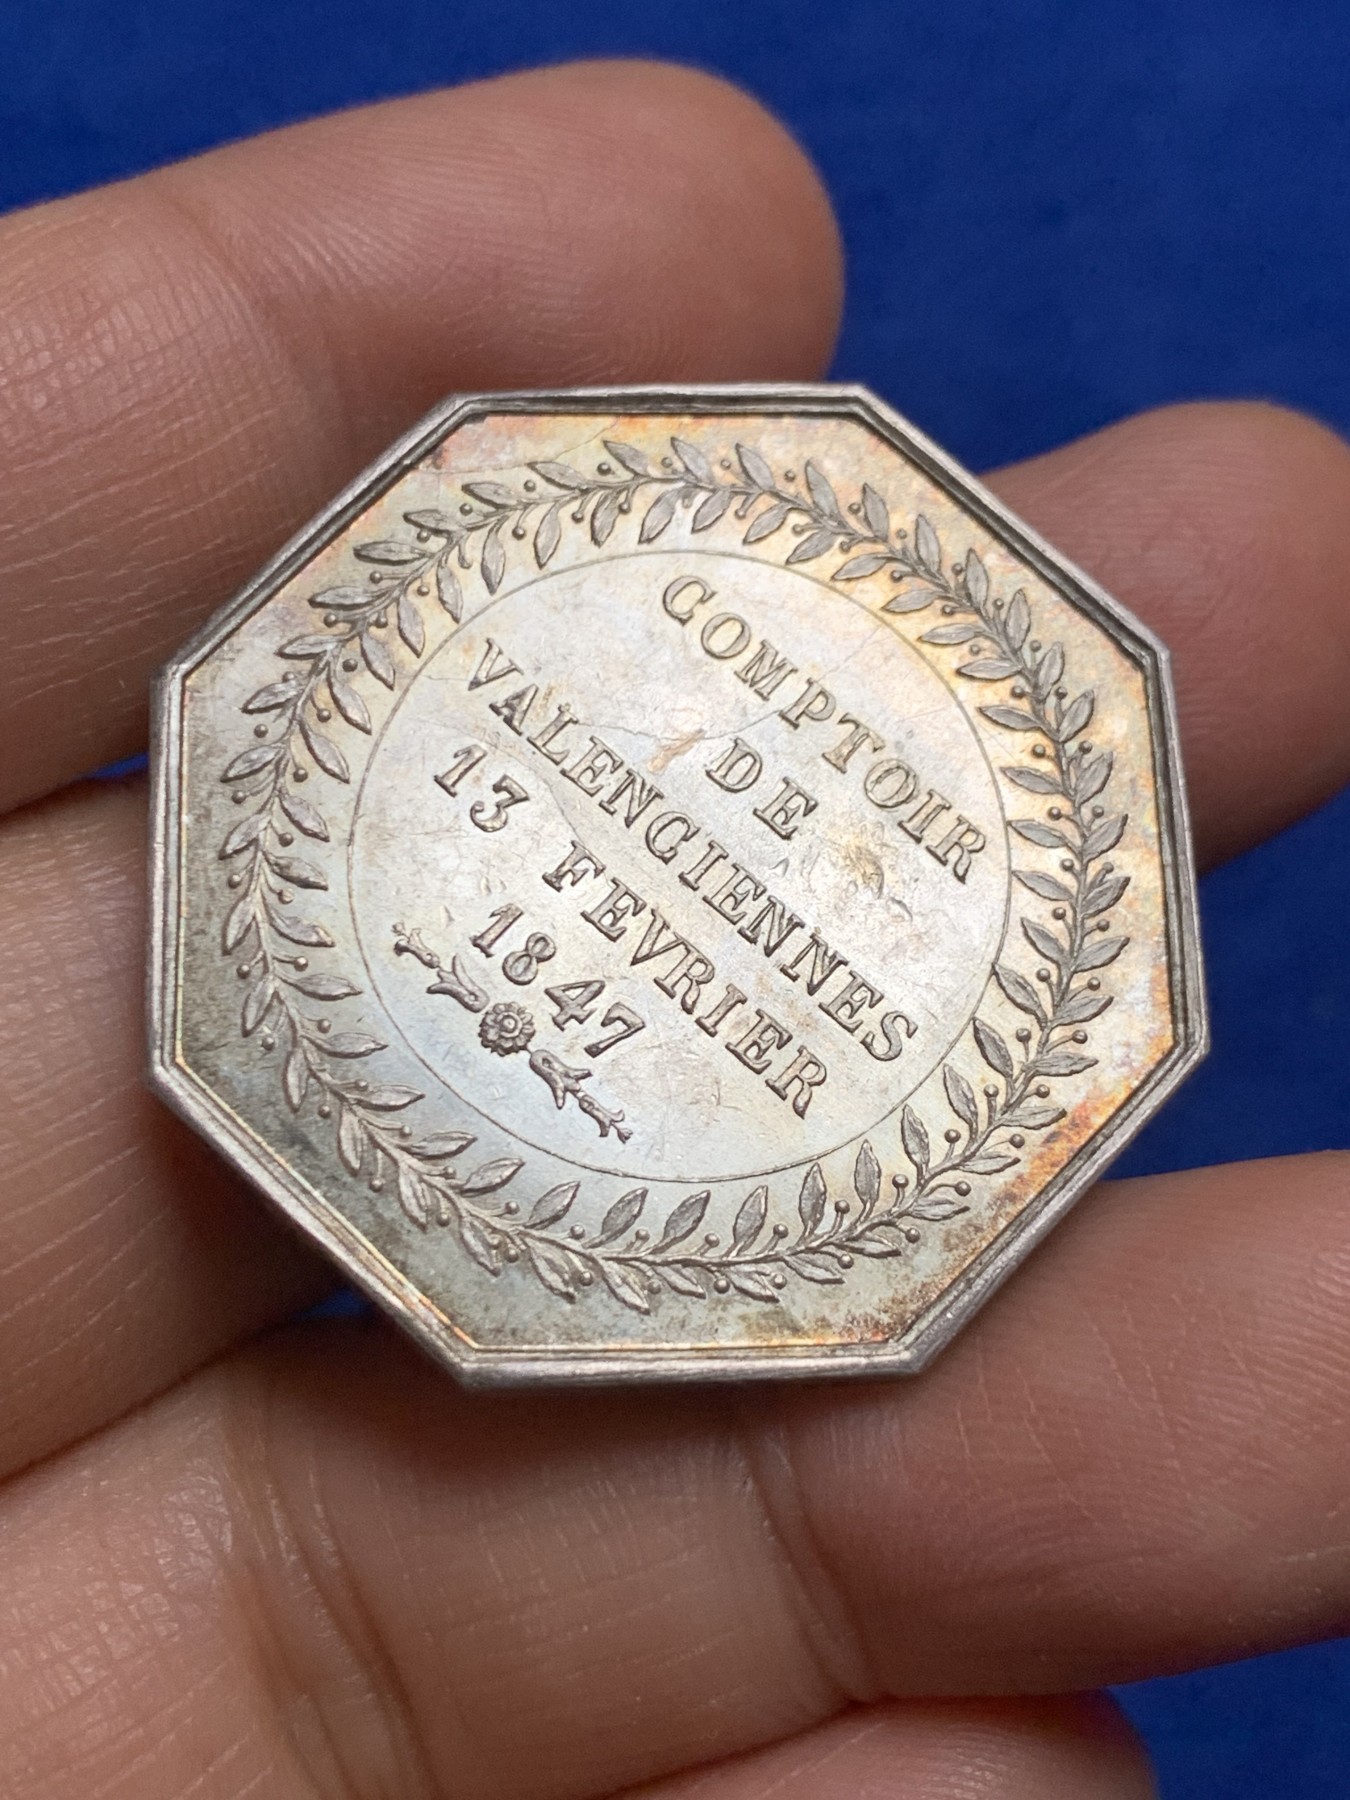 COMPTOIR
DE
VALENCIENNES
13 FEVRIER
1847